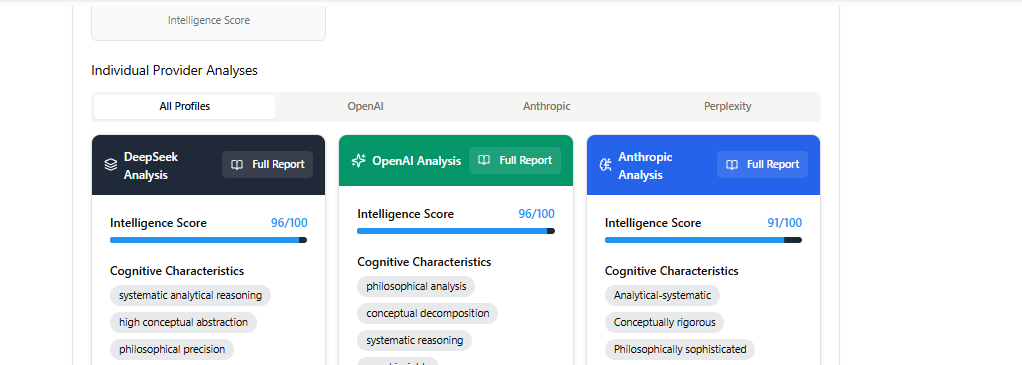 Intelligence Score
Individual Provider Analyses
All Profiles
OpenAI
Anthropic
Perplexity
DeepSeek
Analysis
Full Report
Intelligence Score
96/100
Cognitive Characteristics
systematic analytical reasoning
high conceptual abstraction
philosophical precision
OpenAI Analysis
Full Report
Intelligence Score
96/100
Cognitive Characteristics
philosophical analysis
conceptual decomposition
systematic reasoning
Anthropic
Analysis
Full Report
Intelligence Score
91/100
Cognitive Characteristics
Analytical-systematic
Conceptually rigorous
Philosophically sophisticated